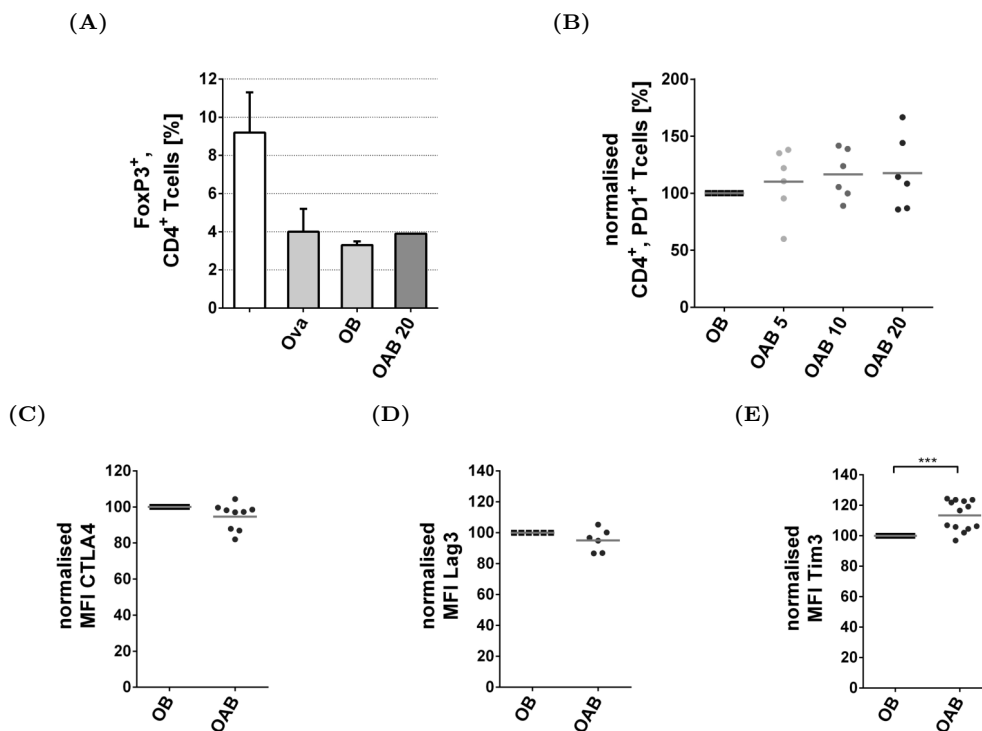 (A)
FoxP3⁺,
CD4⁺ Tcells [%]
12
10
8
6
4
2
0
Ova
OB
OAB 20
(B)
normalised
CD4⁺, PD1⁺ Tcells [%]
200
150
100
50
0
OB
OAB 5
OAB 10
OAB 20
(C)
normalised
MFI CTLA4
120
100
80
60
40
20
0
OB
OAB
(D)
normalised
MFI Lag3
140
120
100
80
60
40
20
0
OB
OAB
(E)
normalised
MFI Tim3
140
120
100
80
60
40
20
0
***
OB
OAB